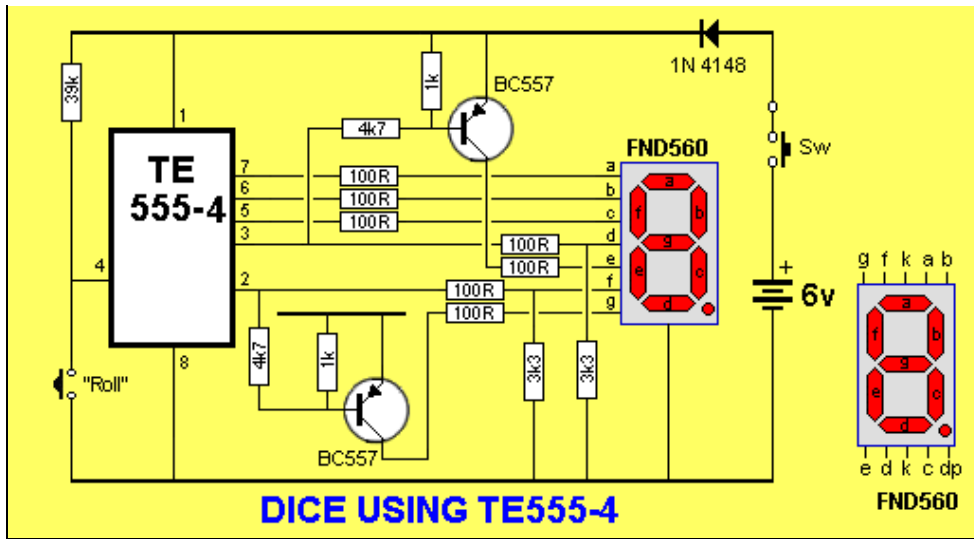 1N 4148
39k
1k
BC557
1
4k7
FND560
TE
555-4
7
100R
a
6
100R
b
5
100R
c
3
100R
d
100R
e
4
2
100R
f
100R
g
Sw
+
6v
a
f
b
g
e
c
d
g f k a b
a
f
b
g
e
c
d
e d k c dp
FND560
8
"Roll"
4k7
1k
3k3
3k3
BC557
DICE USING TE555-4